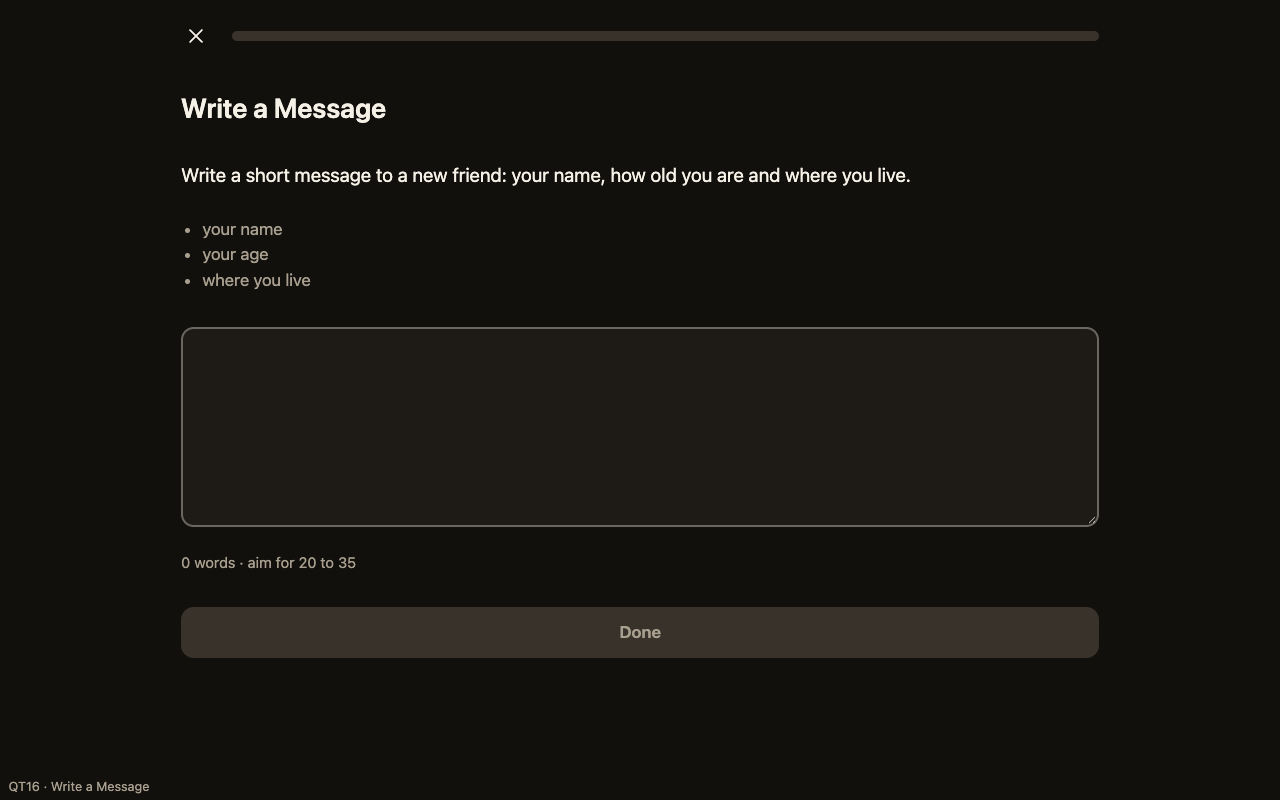 Write a Message
Write a short message to a new friend: your name, how old you are and where you live.
• your name
• your age
• where you live
0 words · aim for 20 to 35
Done
QT16 · Write a Message